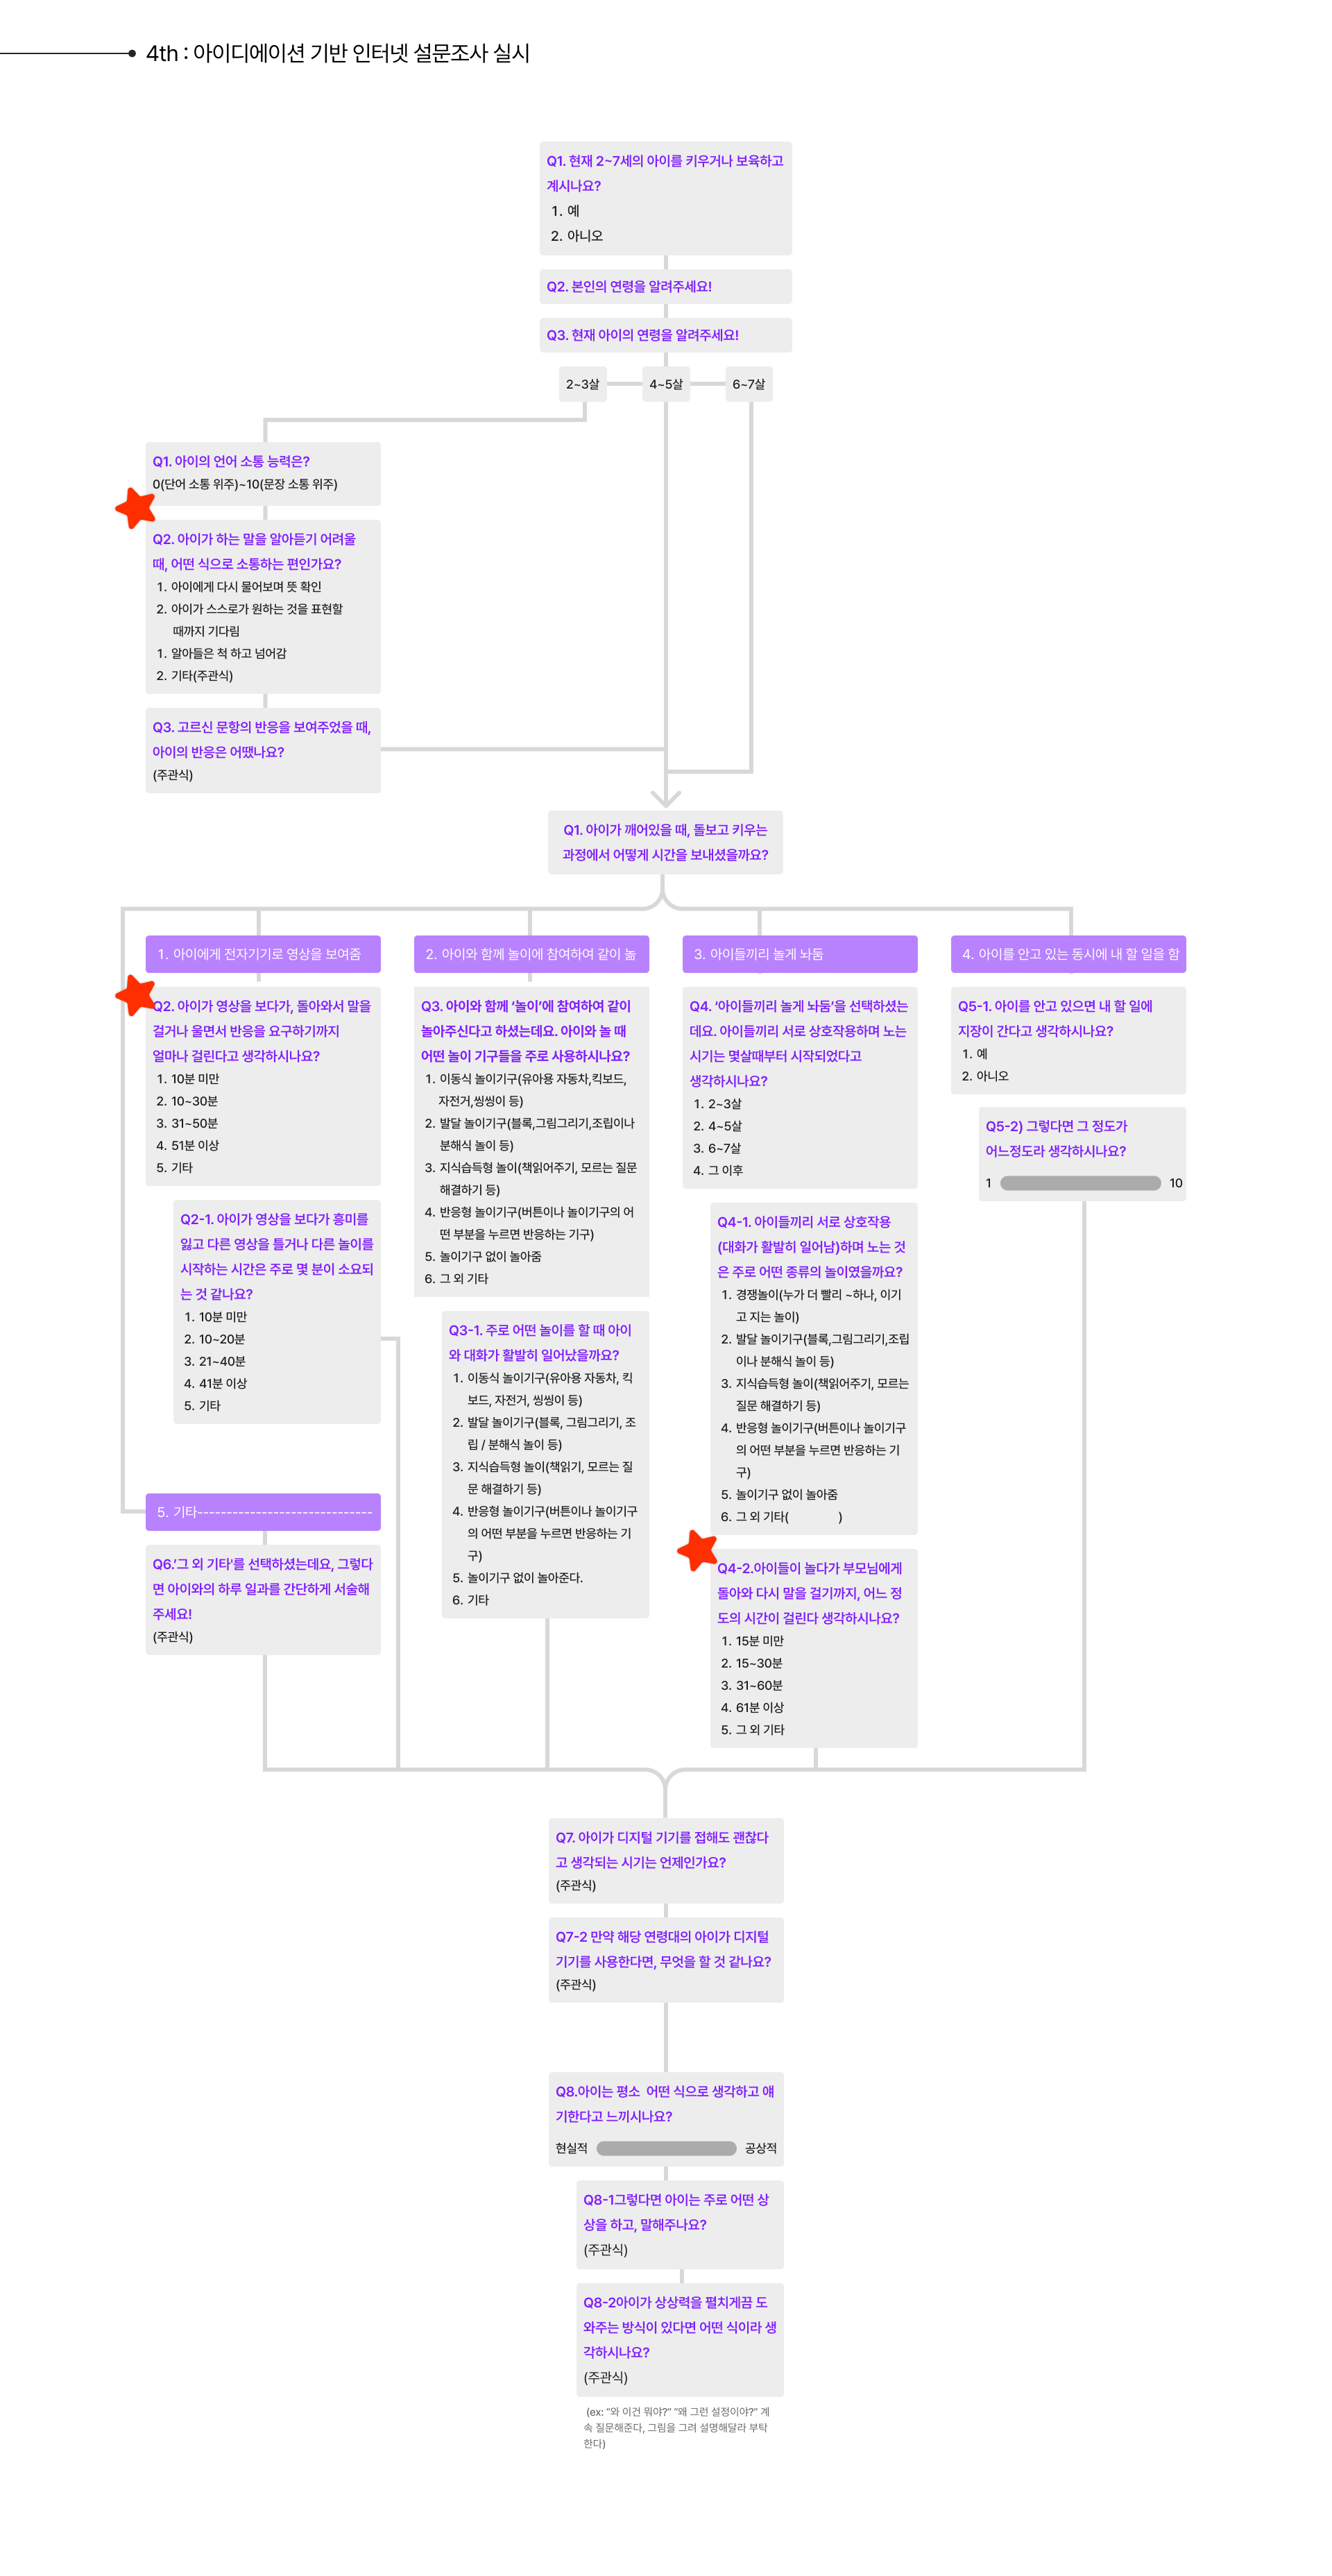 4th : 아이디에이션 기반 인터넷 설문조사 실시
Q1. 현재 2~7세의 아이를 키우거나 보육하고
계시나요?
1. 예
2. 아니오
Q2. 본인의 연령을 알려주세요!
Q3. 현재 아이의 연령을 알려주세요!
2~3살
4~5살
6~7살
Q1. 아이의 언어 소통 능력은?
0(단어 소통 위주)~10(문장 소통 위주)
Q2. 아이가 하는 말을 알아듣기 어려울
때, 어떤 식으로 소통하는 편인가요?
1. 아이에게 다시 물어보며 뜻 확인
2. 아이가 스스로가 원하는 것을 표현할
때까지 기다림
1. 알아들은 척 하고 넘어감
2. 기타(주관식)
Q3. 고르신 문항의 반응을 보여주었을 때,
아이의 반응은 어땠나요?
(주관식)
Q1. 아이가 깨어있을 때, 돌보고 키우는
과정에서 어떻게 시간을 보내셨을까요?
1. 아이에게 전자기기로 영상을 보여줌
Q2. 아이가 영상을 보다가, 돌아와서 말을
걸거나 울면서 반응을 요구하기까지
얼마나 걸린다고 생각하시나요?
1. 10분 미만
2. 10~30분
3. 31~50분
4. 51분 이상
5. 기타
Q2-1. 아이가 영상을 보다가 흥미를
잃고 다른 영상을 틀거나 다른 놀이를
시작하는 시간은 주로 몇 분이 소요되
는 것 같나요?
1. 10분 미만
2. 10~20분
3. 21~40분
4. 41분 이상
5. 기타
5. 기타------------------------------
Q6.'그 외 기타'를 선택하셨는데요, 그렇다
면 아이와의 하루 일과를 간단하게 서술해
주세요!
(주관식)
2. 아이와 함께 놀이에 참여하여 같이 놂
Q3. 아이와 함께 ‘놀이’에 참여하여 같이
놀아주신다고 하셨는데요. 아이와 놀 때
어떤 놀이 기구들을 주로 사용하시나요?
1. 이동식 놀이기구(유아용 자동차,킥보드,
자전거,씽씽이 등)
2. 발달 놀이기구(블록,그림그리기,조립이나
분해식 놀이 등)
3. 지식습득형 놀이(책읽어주기, 모르는 질문
해결하기 등)
4. 반응형 놀이기구(버튼이나 놀이기구의 어
떤 부분을 누르면 반응하는 기구)
5. 놀이기구 없이 놀아줌
6. 그 외 기타
Q3-1. 주로 어떤 놀이를 할 때 아이
와 대화가 활발히 일어났을까요?
1. 이동식 놀이기구(유아용 자동차, 킥
보드, 자전거, 씽씽이 등)
2. 발달 놀이기구(블록, 그림그리기, 조
립 / 분해식 놀이 등)
3. 지식습득형 놀이(책읽기, 모르는 질
문 해결하기 등)
4. 반응형 놀이기구(버튼이나 놀이기구
의 어떤 부분을 누르면 반응하는 기
구)
5. 놀이기구 없이 놀아준다.
6. 기타
3. 아이들끼리 놀게 놔둠
Q4. ‘아이들끼리 놀게 놔둠’을 선택하셨는
데요. 아이들끼리 서로 상호작용하며 노는
시기는 몇살때부터 시작되었다고
생각하시나요?
1. 2~3살
2. 4~5살
3. 6~7살
4. 그 이후
Q4-1. 아이들끼리 서로 상호작용
(대화가 활발히 일어남)하며 노는 것
은 주로 어떤 종류의 놀이였을까요?
1. 경쟁놀이(누가 더 빨리 ~하나, 이기
고 지는 놀이)
2. 발달 놀이기구(블록,그림그리기,조립
이나 분해식 놀이 등)
3. 지식습득형 놀이(책읽어주기, 모르는
질문 해결하기 등)
4. 반응형 놀이기구(버튼이나 놀이기구
의 어떤 부분을 누르면 반응하는 기
구)
5. 놀이기구 없이 놀아줌
6. 그 외 기타( )
Q4-2.아이들이 놀다가 부모님에게
돌아와 다시 말을 걸기까지, 어느 정
도의 시간이 걸린다 생각하시나요?
1. 15분 미만
2. 15~30분
3. 31~60분
4. 61분 이상
5. 그 외 기타
4. 아이를 안고 있는 동시에 내 할 일을 함
Q5-1. 아이를 안고 있으면 내 할 일에
지장이 간다고 생각하시나요?
1. 예
2. 아니오
Q5-2) 그렇다면 그 정도가
어느정도라 생각하시나요?
1 10
Q7. 아이가 디지털 기기를 접해도 괜찮다
고 생각되는 시기는 언제인가요?
(주관식)
Q7-2 만약 해당 연령대의 아이가 디지털
기기를 사용한다면, 무엇을 할 것 같나요?
(주관식)
Q8.아이는 평소 어떤 식으로 생각하고 얘
기한다고 느끼시나요?
현실적 공상적
Q8-1그렇다면 아이는 주로 어떤 상
상을 하고, 말해주나요?
(주관식)
Q8-2아이가 상상력을 펼치게끔 도
와주는 방식이 있다면 어떤 식이라 생
각하시나요?
(주관식)
(ex: "와 이건 뭐야?" "왜 그런 설정이야?" 계
속 질문해준다, 그림을 그려 설명해달라 부탁
한다)